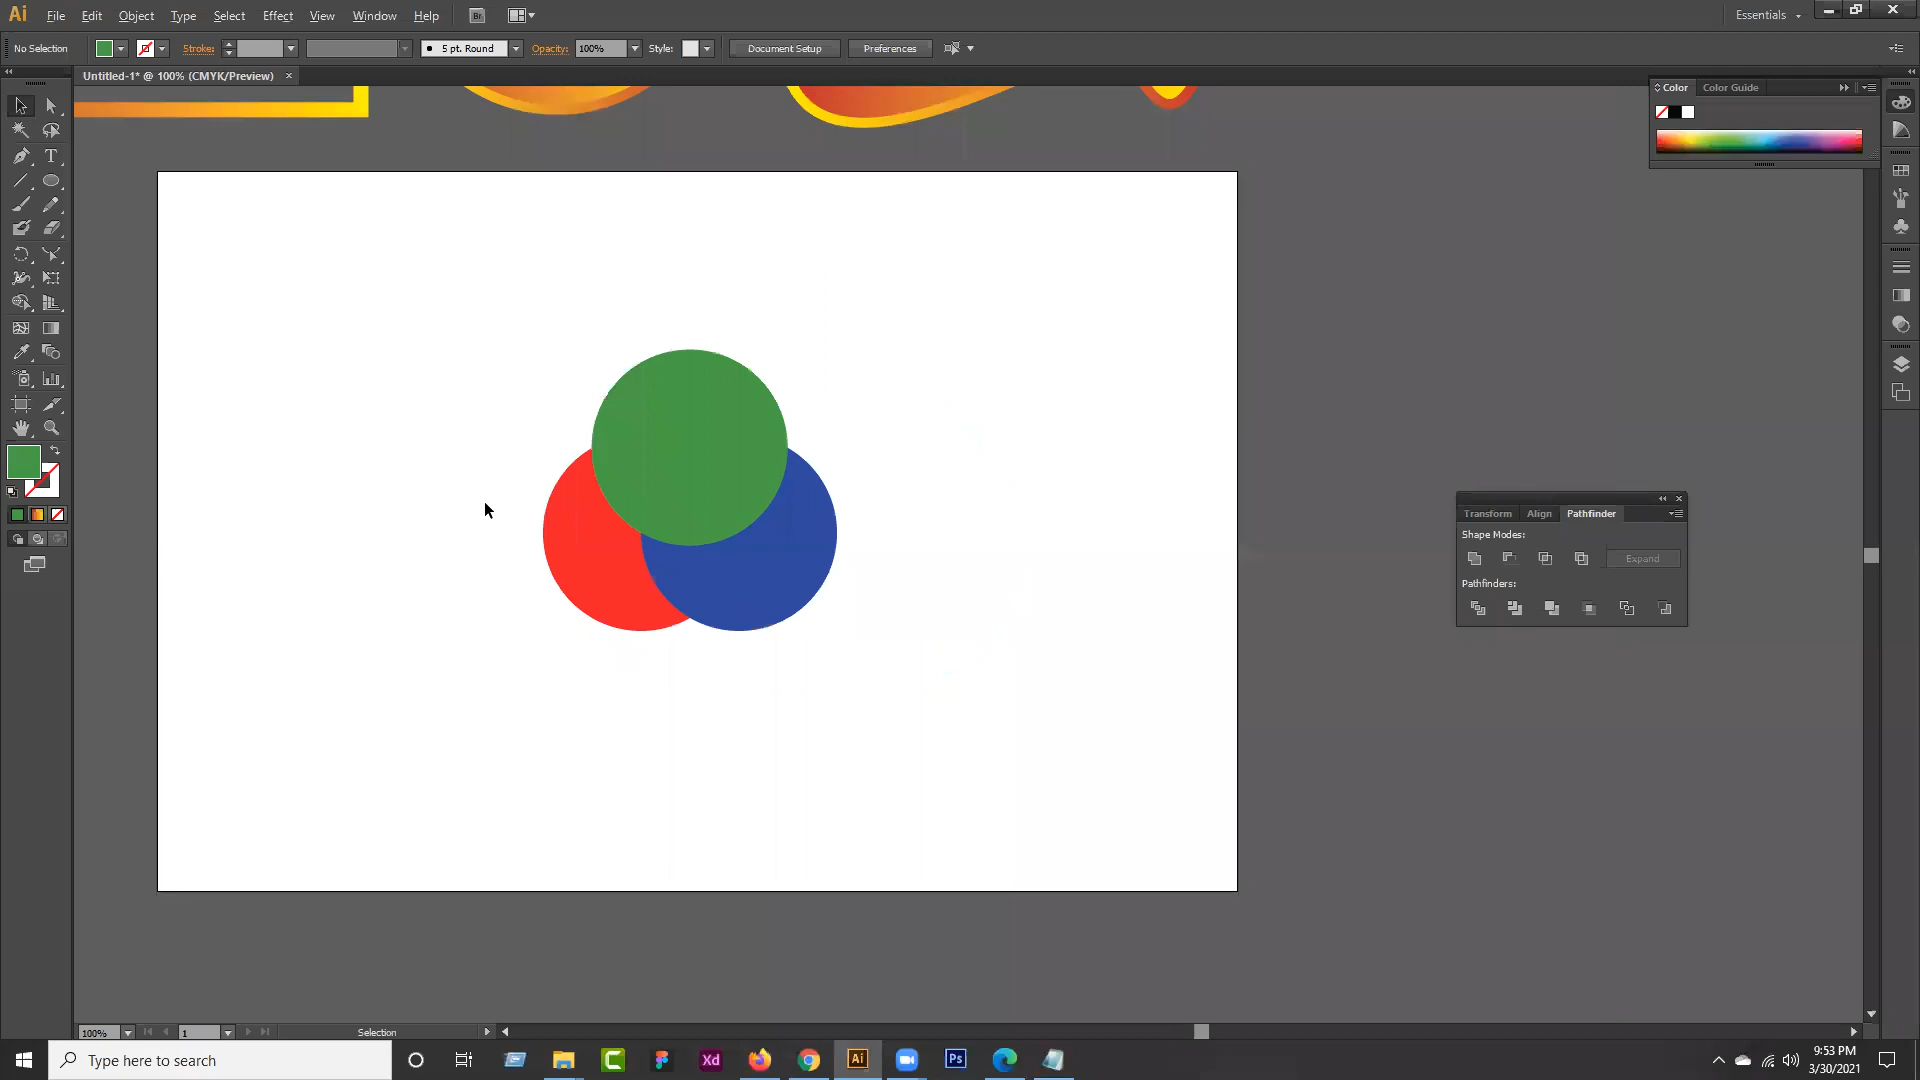 Ai File Edit Object Type Select Effect View Window Help Br Essentials
No Selection Stroke: 5 pt. Round Opacity: 100% Style: Document Setup Preferences
Untitled-1* @ 100% (CMYK/Preview)
Color Color Guide
T
Transform Align Pathfinder
Shape Modes:
Expand
Pathfinders:
100% 1 Selection
Type here to search
Xd Ai Ps
9:53 PM
3/30/2021